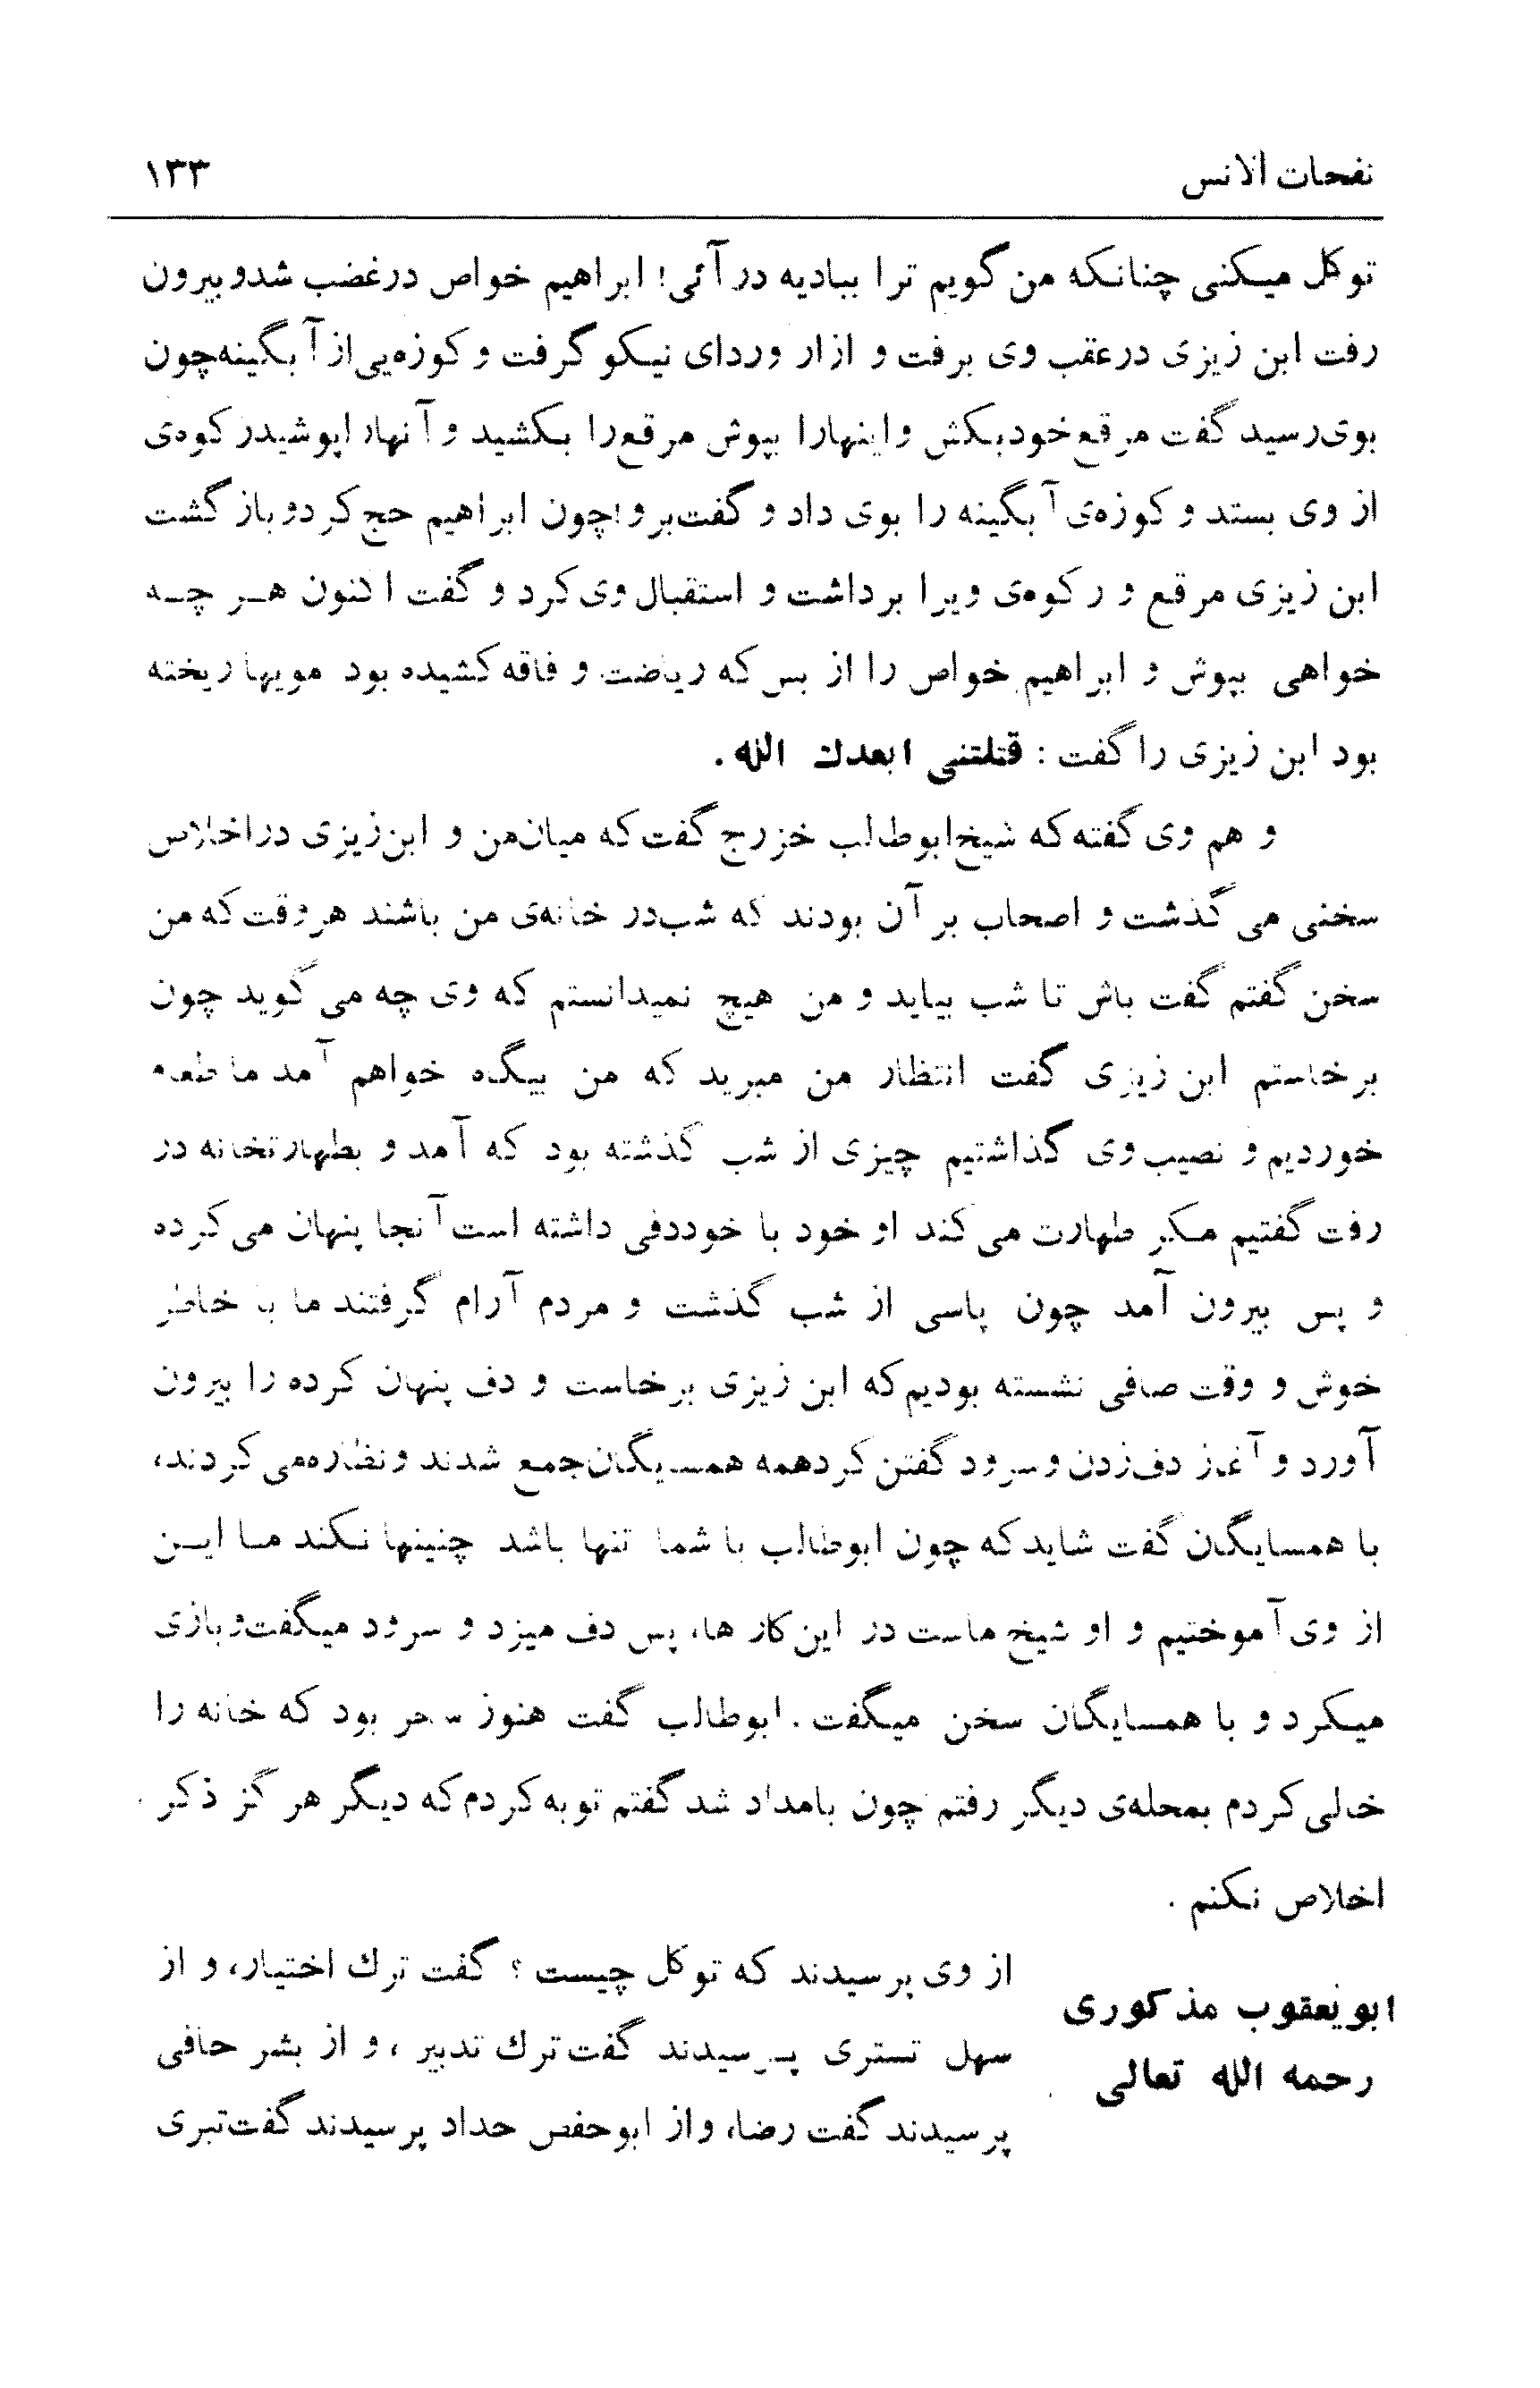 نفحات الانس ۱۳۳
توکل میکنی چنانکه من گویم ترا ببادیه درآئی! ابراهیم خواص درغضب شدو بیرون
رفت ابن زیزی درعقب وی برفت و ازار وردای نیکو گرفت و کوزه‌یی از آبگینه‌چون
بوی‌رسید گفت مرقع‌خودبکش واینهارا بپوش مرقع‌را بکشید و آنهارا پوشیدرکوه‌ی
از وی بستد و کوزه‌ی آبگینه را بوی داد و گفت‌برو!چون ابراهیم حج‌کردو بازگشت
ابن زیزی مرقع و رکوه‌ی ویرا برداشت و استقبال وی‌کرد و گفت اکنون هر چه
خواهی بپوش و ابراهیم خواص را از بس‌که ریاضت و فاقه‌کشیده بود مویها ریخته
بود ابن زیزی را گفت : قتلتنی ابعدك الله .
و هم وی گفته‌که شیخ‌ابوطالب خزرج گفت‌که میان‌من و ابن‌زیزی دراخلاص
سخنی می گذشت و اصحاب بر آن بودند که شب‌در خانه‌ی من باشند هروقت‌که من
سخن گفتم گفت باش تا شب بیاید و من هیچ نمیدانستم که وی چه می گوید چون
برخاستم ابن زیزی گفت انتظار من مبرید که من بیگه خواهم آمد ما طعام
خوردیم و نصیب وی گذاشتیم چیزی از شب گذشته بود که آمد و بطهارتخانه در
رفت گفتیم مگر طهارت می کند او خود با خوددفی داشته است آنجا پنهان می‌کرده
و پس بیرون آمد چون پاسی از شب گذشت و مردم آرام گرفتند ما با خاطر
خوش و وقت صافی نشسته بودیم‌که ابن زیزی برخاست و دف پنهان کرده را بیرون
آورد و آغاز دف‌زدن و سرود گفتن کردهمه همسایگان‌جمع شدند ونظاره‌می کردند،
با همسایگان گفت شاید که چون ابوطالب با شما تنها باشد چنینها نکند ما این
از وی آموختیم و او شیخ ماست در این‌کار ها، پس دف میزد و سرود میگفت‌و بازی
میکرد و با همسایگان سخن میگفت . ابوطالب گفت هنوز سحر بود که خانه را
خالی کردم بمحله‌ی دیگر رفتم چون بامداد شد گفتم توبه‌کردم‌که دیگر هر گز ذکر
اخلاص نکنم .
ابویعقوب مذکوری
رحمه الله تعالی
از وی پرسیدند که توکل چیست ؟ گفت ترك اختیار، و از
سهل تستری پرسیدند گفت ترك تدبیر ، و از بشر حافی
پرسیدند گفت رضا، واز ابوحفص حداد پرسیدند گفت‌تبری